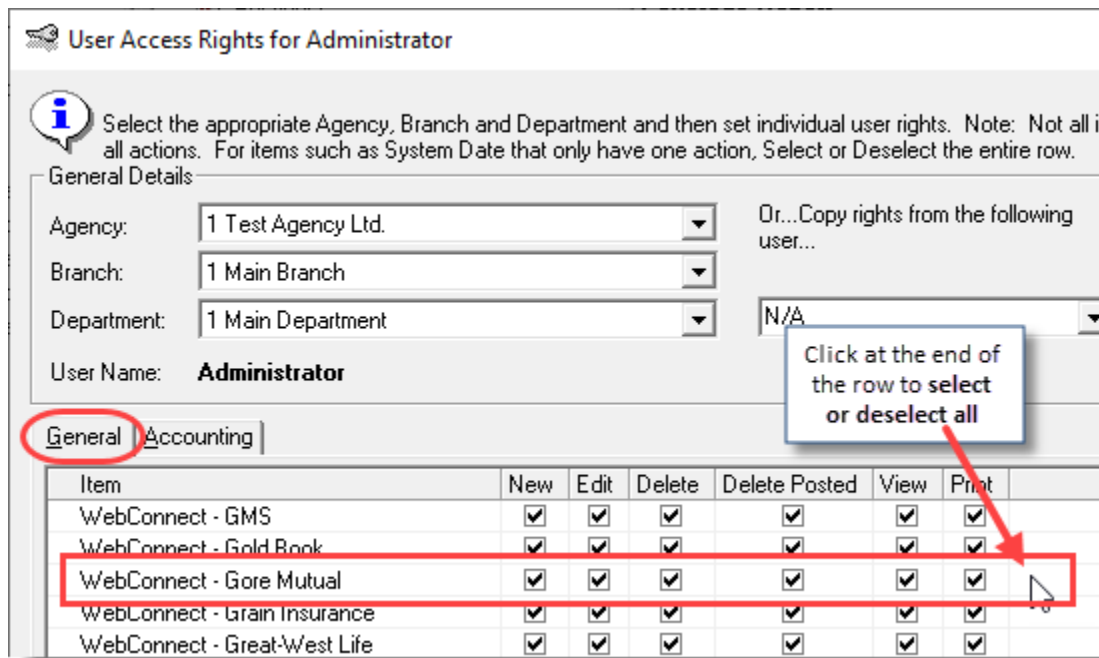 User Access Rights for Administrator
Select the appropriate Agency, Branch and Department and then set individual user rights. Note: Not all i
all actions. For items such as System Date that only have one action, Select or Deselect the entire row.
General Details
Agency: 1 Test Agency Ltd.
Or...Copy rights from the following
user...
Branch: 1 Main Branch
Department: 1 Main Department
N/A
User Name: Administrator
Click at the end of
the row to select
or deselect all
General Accounting
Item New Edit Delete Delete Posted View Print
WebConnect - GMS
WebConnect - Gold Book
WebConnect - Gore Mutual
WebConnect - Grain Insurance
WebConnect - Great-West Life